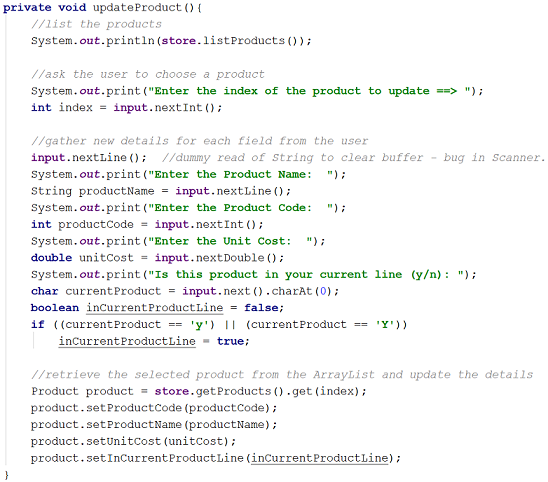 private void updateProduct(){
    //list the products
    System.out.println(store.listProducts());

    //ask the user to choose a product
    System.out.print("Enter the index of the product to update ==> ");
    int index = input.nextInt();

    //gather new details for each field from the user
    input.nextLine();  //dummy read of String to clear buffer - bug in Scanner.
    System.out.print("Enter the Product Name:  ");
    String productName = input.nextLine();
    System.out.print("Enter the Product Code:  ");
    int productCode = input.nextInt();
    System.out.print("Enter the Unit Cost:  ");
    double unitCost = input.nextDouble();
    System.out.print("Is this product in your current line (y/n): ");
    char currentProduct = input.next().charAt(0);
    boolean inCurrentProductLine = false;
    if ((currentProduct == 'y') || (currentProduct == 'Y'))
        inCurrentProductLine = true;

    //retrieve the selected product from the ArrayList and update the details
    Product product = store.getProducts().get(index);
    product.setProductCode(productCode);
    product.setProductName(productName);
    product.setUnitCost(unitCost);
    product.setInCurrentProductLine(inCurrentProductLine);
}